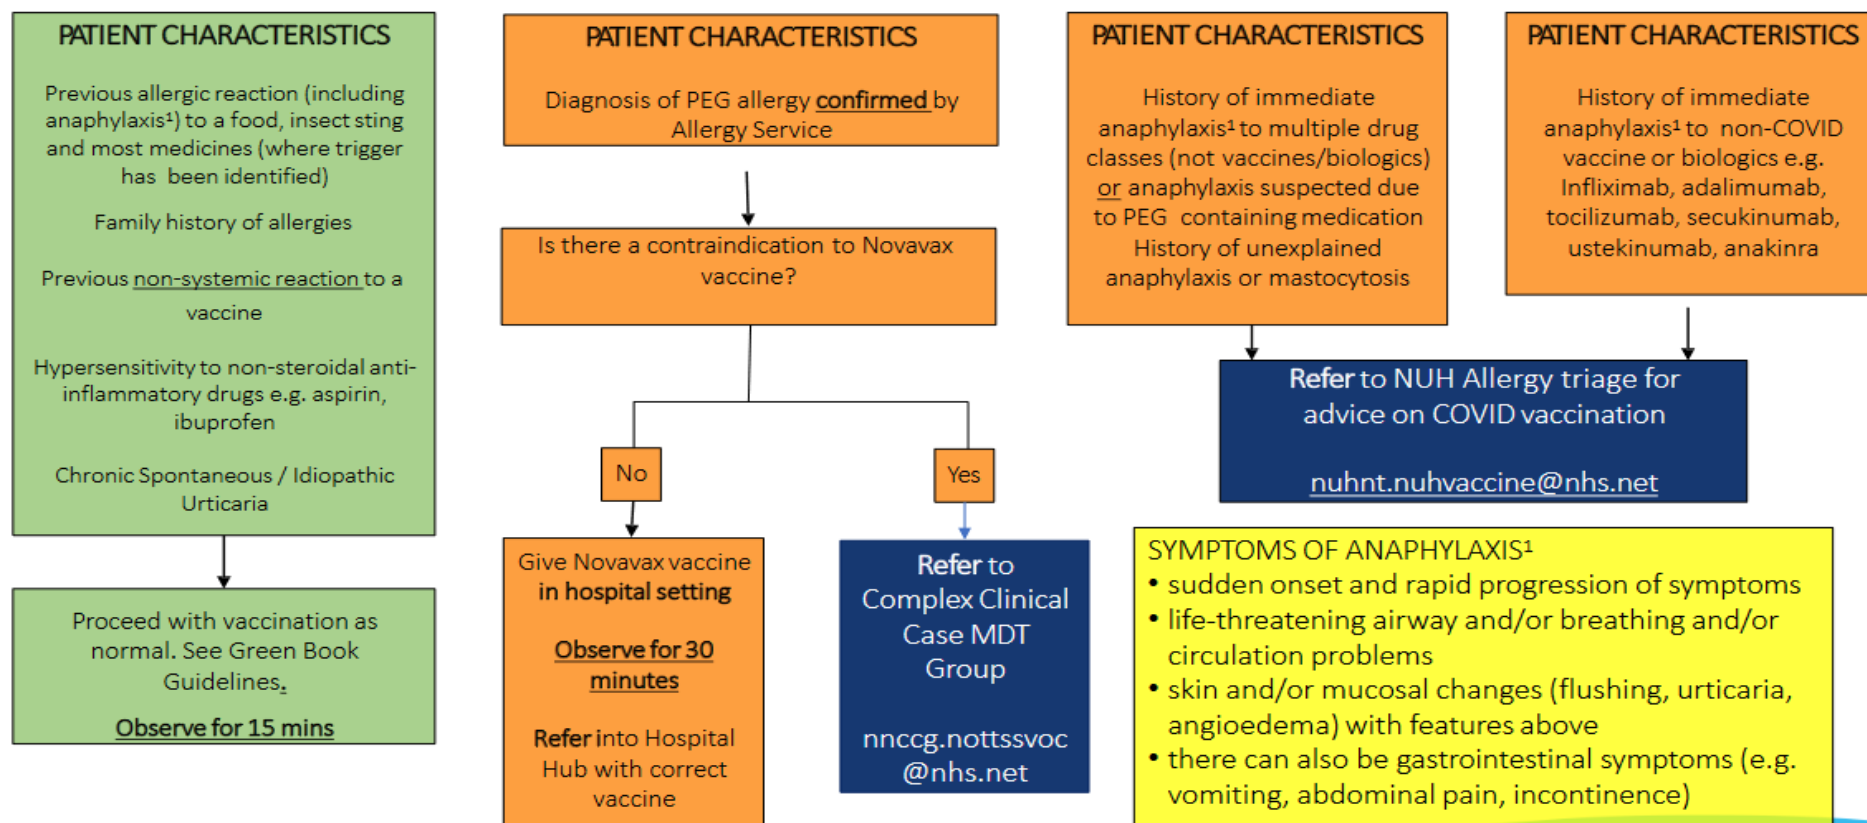 PATIENT CHARACTERISTICS
Previous allergic reaction (including
anaphylaxis¹) to a food, insect sting
and most medicines (where trigger
has been identified)
Family history of allergies
Previous non-systemic reaction to a
vaccine
Hypersensitivity to non-steroidal anti-
inflammatory drugs e.g. aspirin,
ibuprofen
Chronic Spontaneous / Idiopathic
Urticaria
Proceed with vaccination as
normal. See Green Book
Guidelines.
Observe for 15 mins
PATIENT CHARACTERISTICS
Diagnosis of PEG allergy confirmed by
Allergy Service
Is there a contraindication to Novavax
vaccine?
No
Yes
Give Novavax vaccine
in hospital setting
Observe for 30
minutes
Refer into Hospital
Hub with correct
vaccine
Refer to
Complex Clinical
Case MDT
Group
nnccg.nottssvoc
@nhs.net
PATIENT CHARACTERISTICS
History of immediate
anaphylaxis¹ to multiple drug
classes (not vaccines/biologics)
or anaphylaxis suspected due
to PEG containing medication
History of unexplained
anaphylaxis or mastocytosis
PATIENT CHARACTERISTICS
History of immediate
anaphylaxis¹ to non-COVID
vaccine or biologics e.g.
Infliximab, adalimumab,
tocilizumab, secukinumab,
ustekinumab, anakinra
Refer to NUH Allergy triage for
advice on COVID vaccination
nuhnt.nuhvaccine@nhs.net
SYMPTOMS OF ANAPHYLAXIS¹
• sudden onset and rapid progression of symptoms
• life-threatening airway and/or breathing and/or
circulation problems
• skin and/or mucosal changes (flushing, urticaria,
angioedema) with features above
• there can also be gastrointestinal symptoms (e.g.
vomiting, abdominal pain, incontinence)